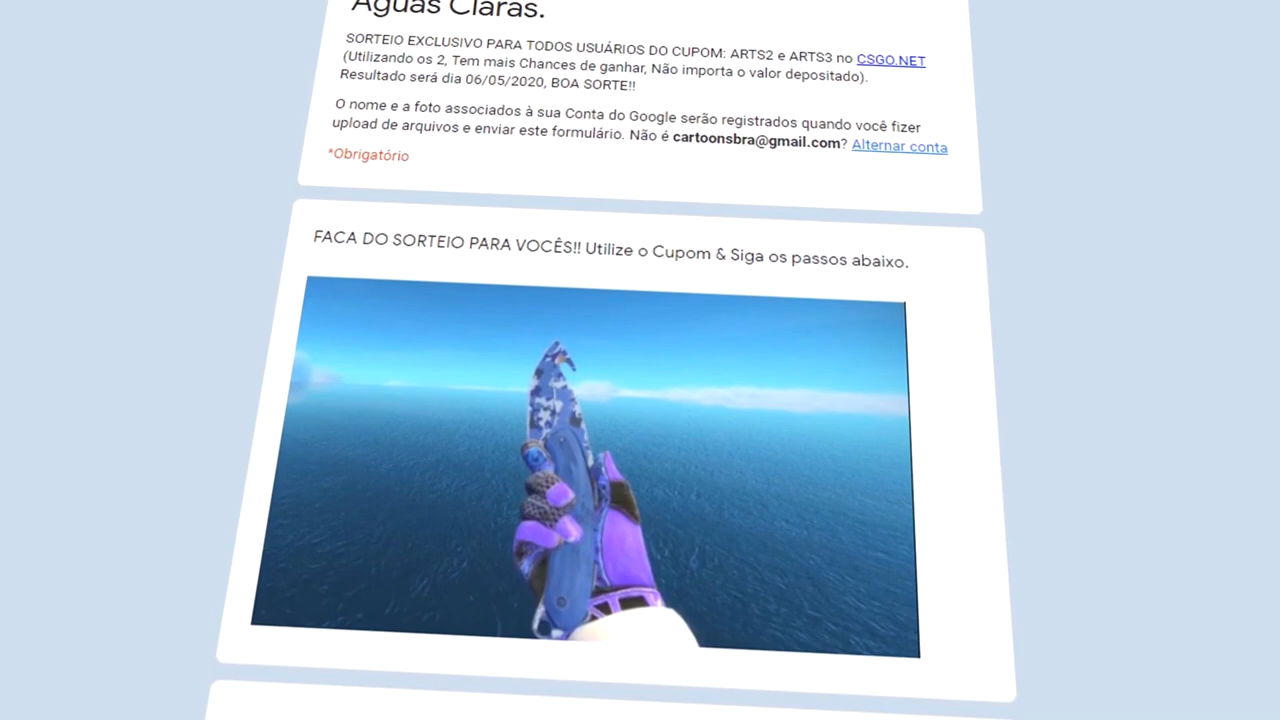 Águas Claras.
SORTEIO EXCLUSIVO PARA TODOS USUÁRIOS DO CUPOM: ARTS2 e ARTS3 no CSGO.NET
(Utilizando os 2, Tem mais Chances de ganhar, Não importa o valor depositado).
Resultado será dia 06/05/2020, BOA SORTE!!
O nome e a foto associados à sua Conta do Google serão registrados quando você fizer
upload de arquivos e enviar este formulário. Não é cartoonsbra@gmail.com? Alternar conta
*Obrigatório
FACA DO SORTEIO PARA VOCÊS!! Utilize o Cupom & Siga os passos abaixo.